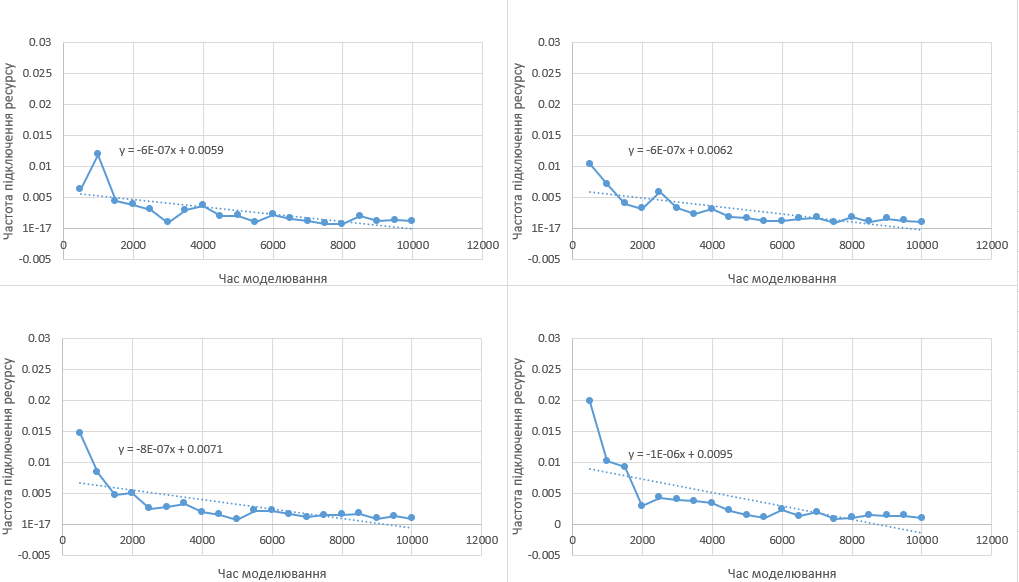 0.03
0.025
0.02
0.015
0.01
0.005
1E-17
-0.005
Частота підключення ресурсу
y = -6E-07x + 0.0059
0 2000 4000 6000 8000 10000 12000
Час моделювання
0.03
0.025
0.02
0.015
0.01
0.005
1E-17
-0.005
Частота підключення ресурсу
y = -6E-07x + 0.0062
0 2000 4000 6000 8000 10000 12000
Час моделювання
0.03
0.025
0.02
0.015
0.01
0.005
1E-17
-0.005
Частота підключення ресурсу
y = -8E-07x + 0.0071
0 2000 4000 6000 8000 10000 12000
Час моделювання
0.03
0.025
0.02
0.015
0.01
0.005
0
-0.005
Частота підключення ресурсу
y = -1E-06x + 0.0095
0 2000 4000 6000 8000 10000 12000
Час моделювання